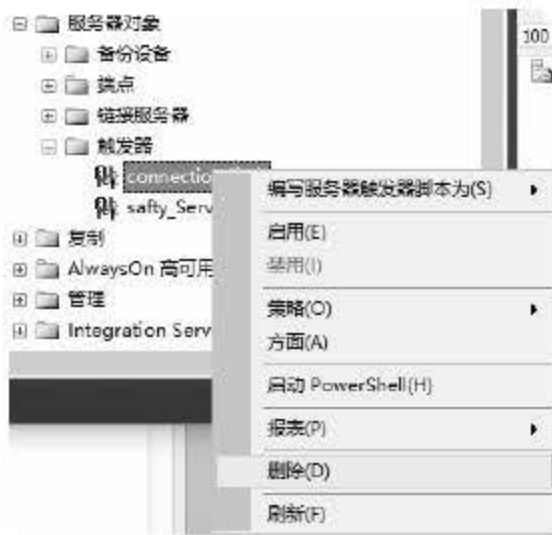 服务器对象
100
备份设备
端点
链接服务器
触发器
connectio
safty_Serv
复制
AlwaysOn 高可用
管理
Integration Serv
编写服务器触发器脚本为(S)
启用(E)
禁用(I)
策略(O)
方面(A)
启动 PowerShell(H)
报表(P)
删除(D)
刷新(F)